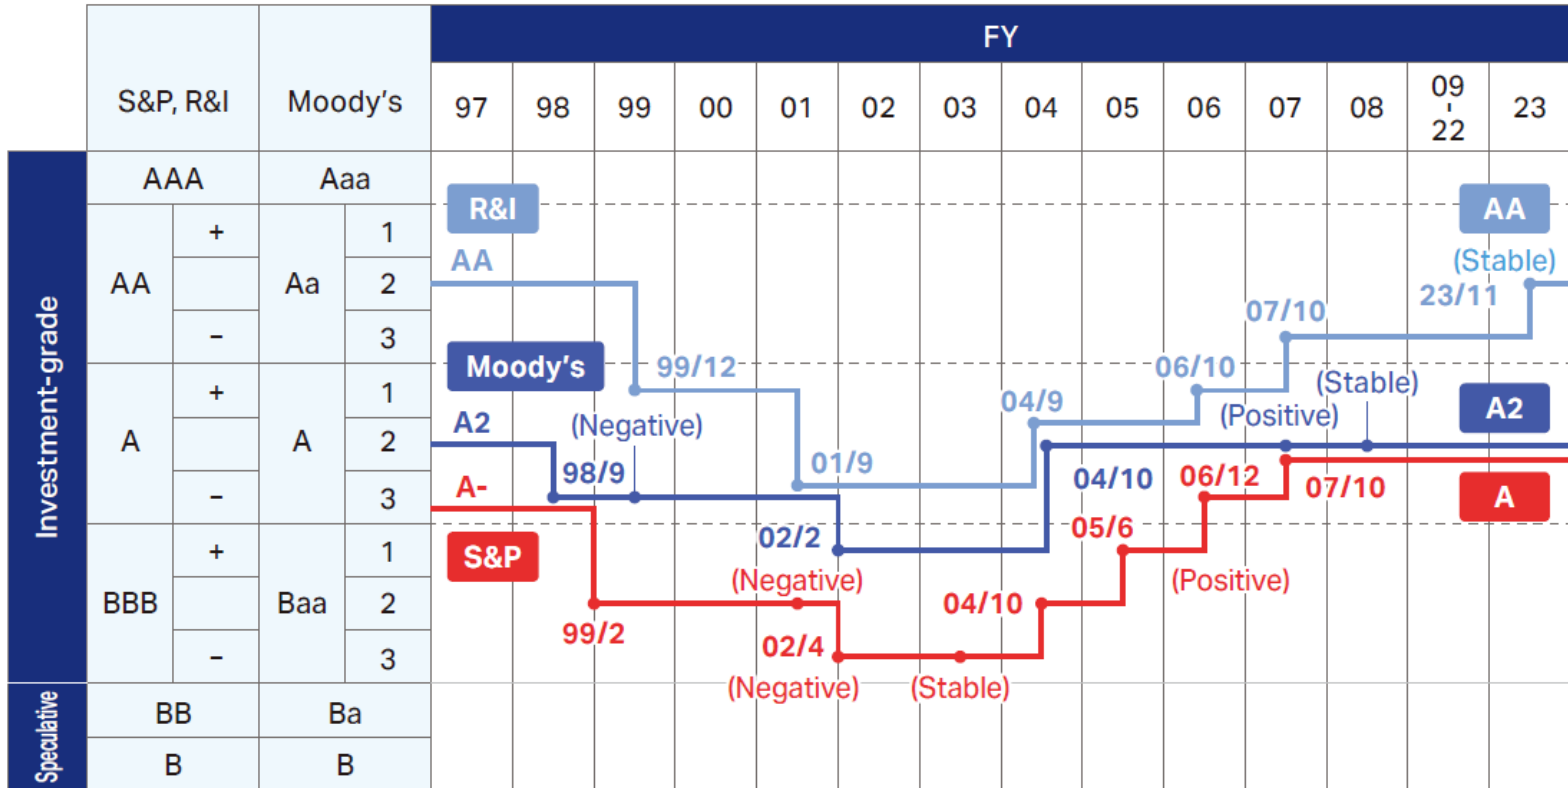 S&P, R&I Moody's FY
97 98 99 00 01 02 03 04 05 06 07 08 09 - 22 23
Investment-grade
AAA Aaa
AA + Aa 1
2
- 3
A + A 1
2
- 3
BBB + Baa 1
2
- 3
Speculative
BB Ba
B B
R&I
AA
99/12
01/9
04/9
06/10
07/10
23/11
AA
(Stable)
Moody's
A2
98/9
(Negative)
02/2
04/10
(Positive)
(Stable)
A2
A-
S&P
99/2
(Negative)
02/4
(Negative)
(Stable)
04/10
05/6
06/12
(Positive)
07/10
A